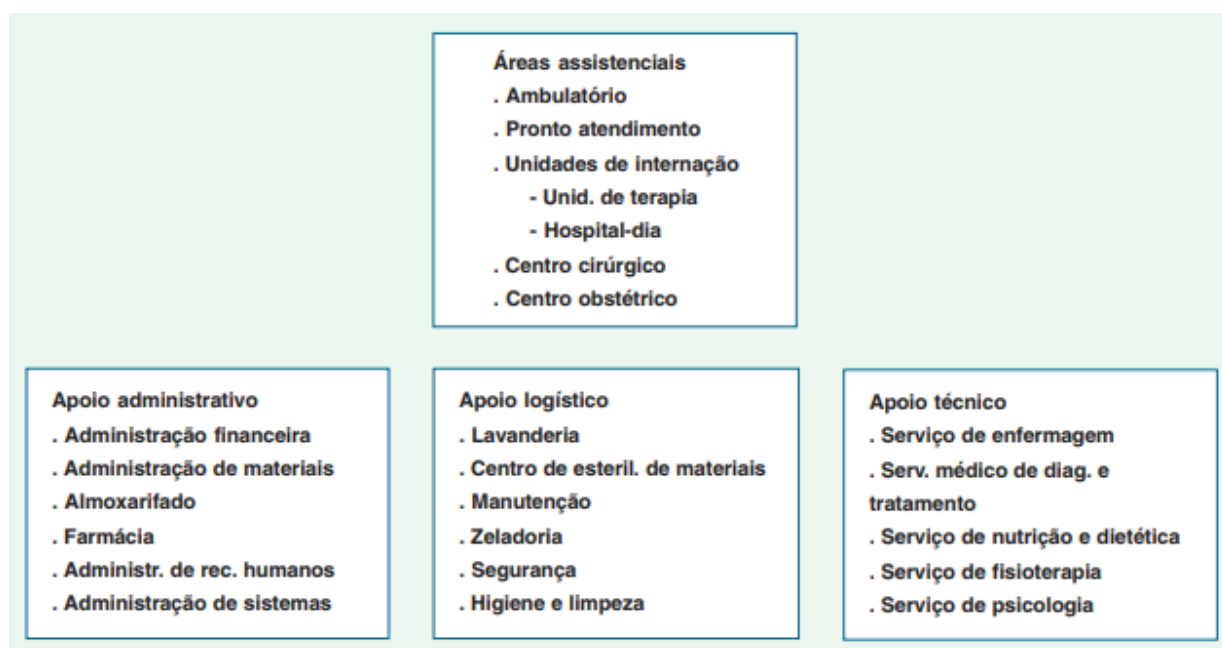 Áreas assistenciais
. Ambulatório
. Pronto atendimento
. Unidades de internação
- Unid. de terapia
- Hospital-dia
. Centro cirúrgico
. Centro obstétrico
Apoio administrativo
. Administração financeira
. Administração de materiais
. Almoxarifado
. Farmácia
. Administr. de rec. humanos
. Administração de sistemas
Apoio logístico
. Lavanderia
. Centro de esteril. de materiais
. Manutenção
. Zeladoria
. Segurança
. Higiene e limpeza
Apoio técnico
. Serviço de enfermagem
. Serv. médico de diag. e
tratamento
. Serviço de nutrição e dietética
. Serviço de fisioterapia
. Serviço de psicologia